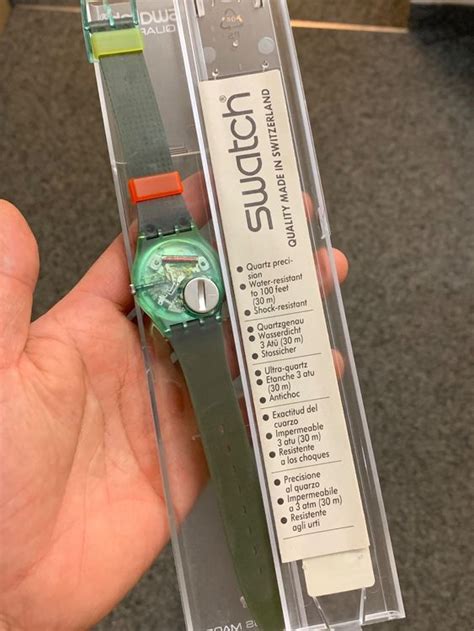 swatch®
QUALITY MADE IN SWITZERLAND
• Quartz preci-
sion
• Water-resistant
to 100 feet
(30 m)
• Shock-resistant
• Quartzgenau
• Wasserdicht
3 Atü (30 m)
• Stossicher
• Ultra-quartz
• Etanche 3 atu
(30 m)
• Antichoc
• Exactitud del
cuarzo
• Impermeable
3 atu (30 m)
• Resistente
a los choques
• Precisione
al quarzo
• Impermeabile
a 3 atm (30 m)
• Resistente
agli urti